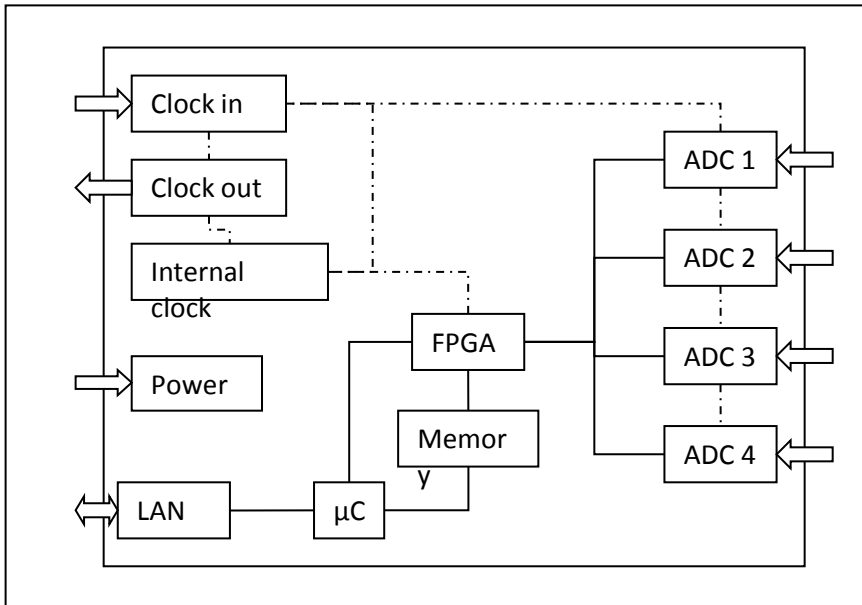 Clock in
Clock out
Internal
clock
Power
LAN
µC
FPGA
Memor
y
ADC 1
ADC 2
ADC 3
ADC 4